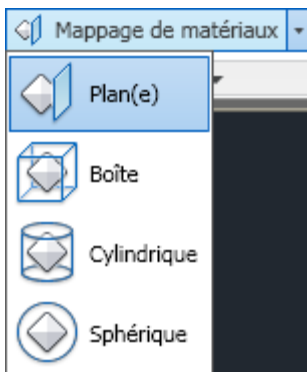 Mappage de matériaux
Plan(e)
Boîte
Cylindrique
Sphérique